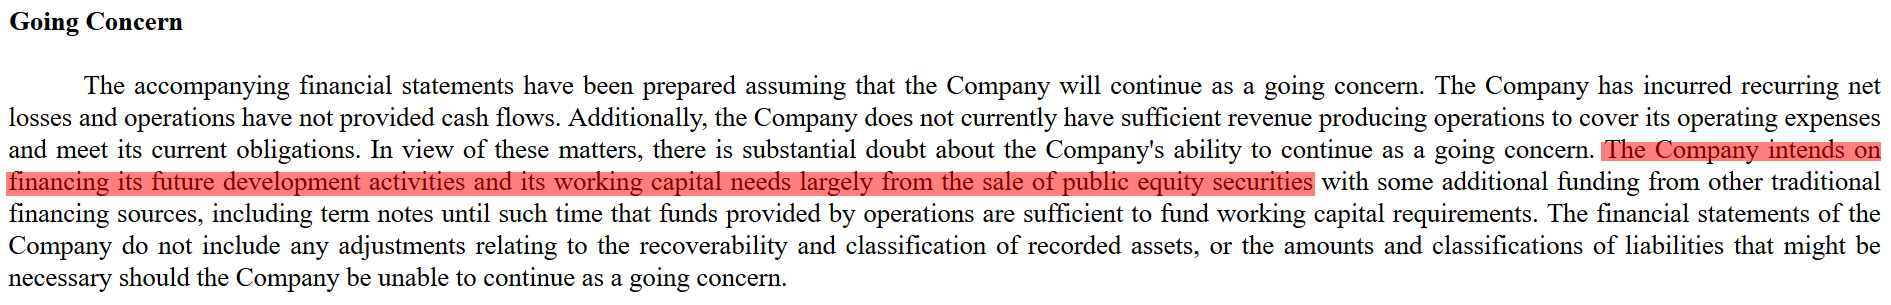 Going Concern
The accompanying financial statements have been prepared assuming that the Company will continue as a going concern. The Company has incurred recurring net
losses and operations have not provided cash flows. Additionally, the Company does not currently have sufficient revenue producing operations to cover its operating expenses
and meet its current obligations. In view of these matters, there is substantial doubt about the Company's ability to continue as a going concern. The Company intends on
financing its future development activities and its working capital needs largely from the sale of public equity securities with some additional funding from other traditional
financing sources, including term notes until such time that funds provided by operations are sufficient to fund working capital requirements. The financial statements of the
Company do not include any adjustments relating to the recoverability and classification of recorded assets, or the amounts and classifications of liabilities that might be
necessary should the Company be unable to continue as a going concern.